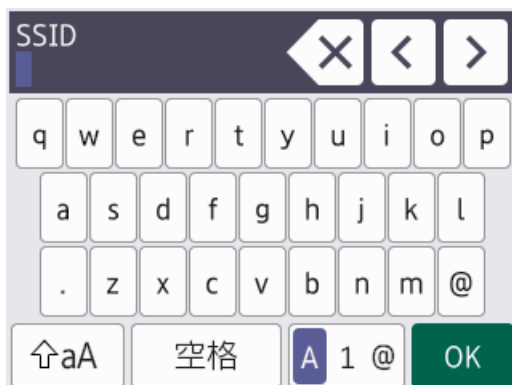 SSID
q w e r t y u i o p
a s d f g h j k l
. z x c v b n m @
aA 空格 A 1 @ OK